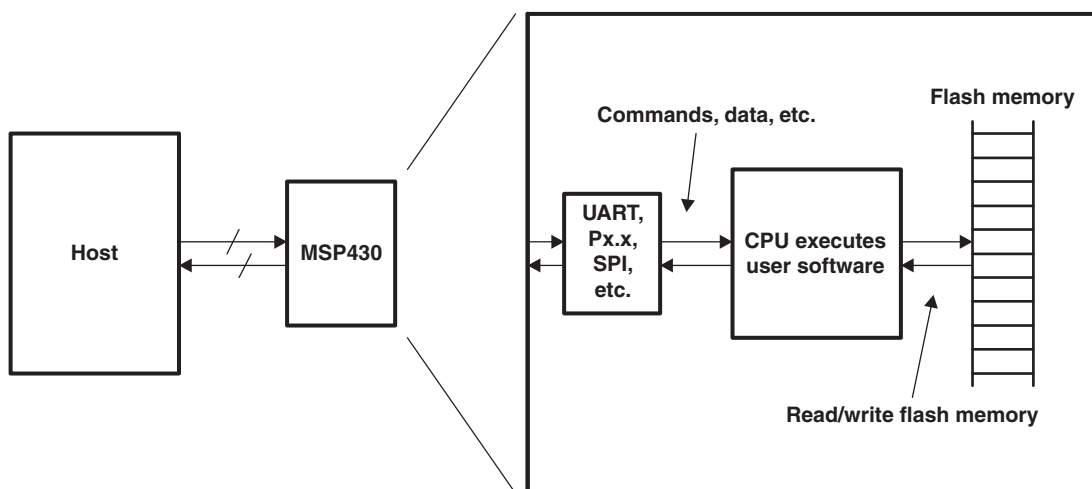 Flash memory
Commands, data, etc.
Host
MSP430
UART,
Px.x,
SPI,
etc.
CPU executes
user software
Read/write flash memory